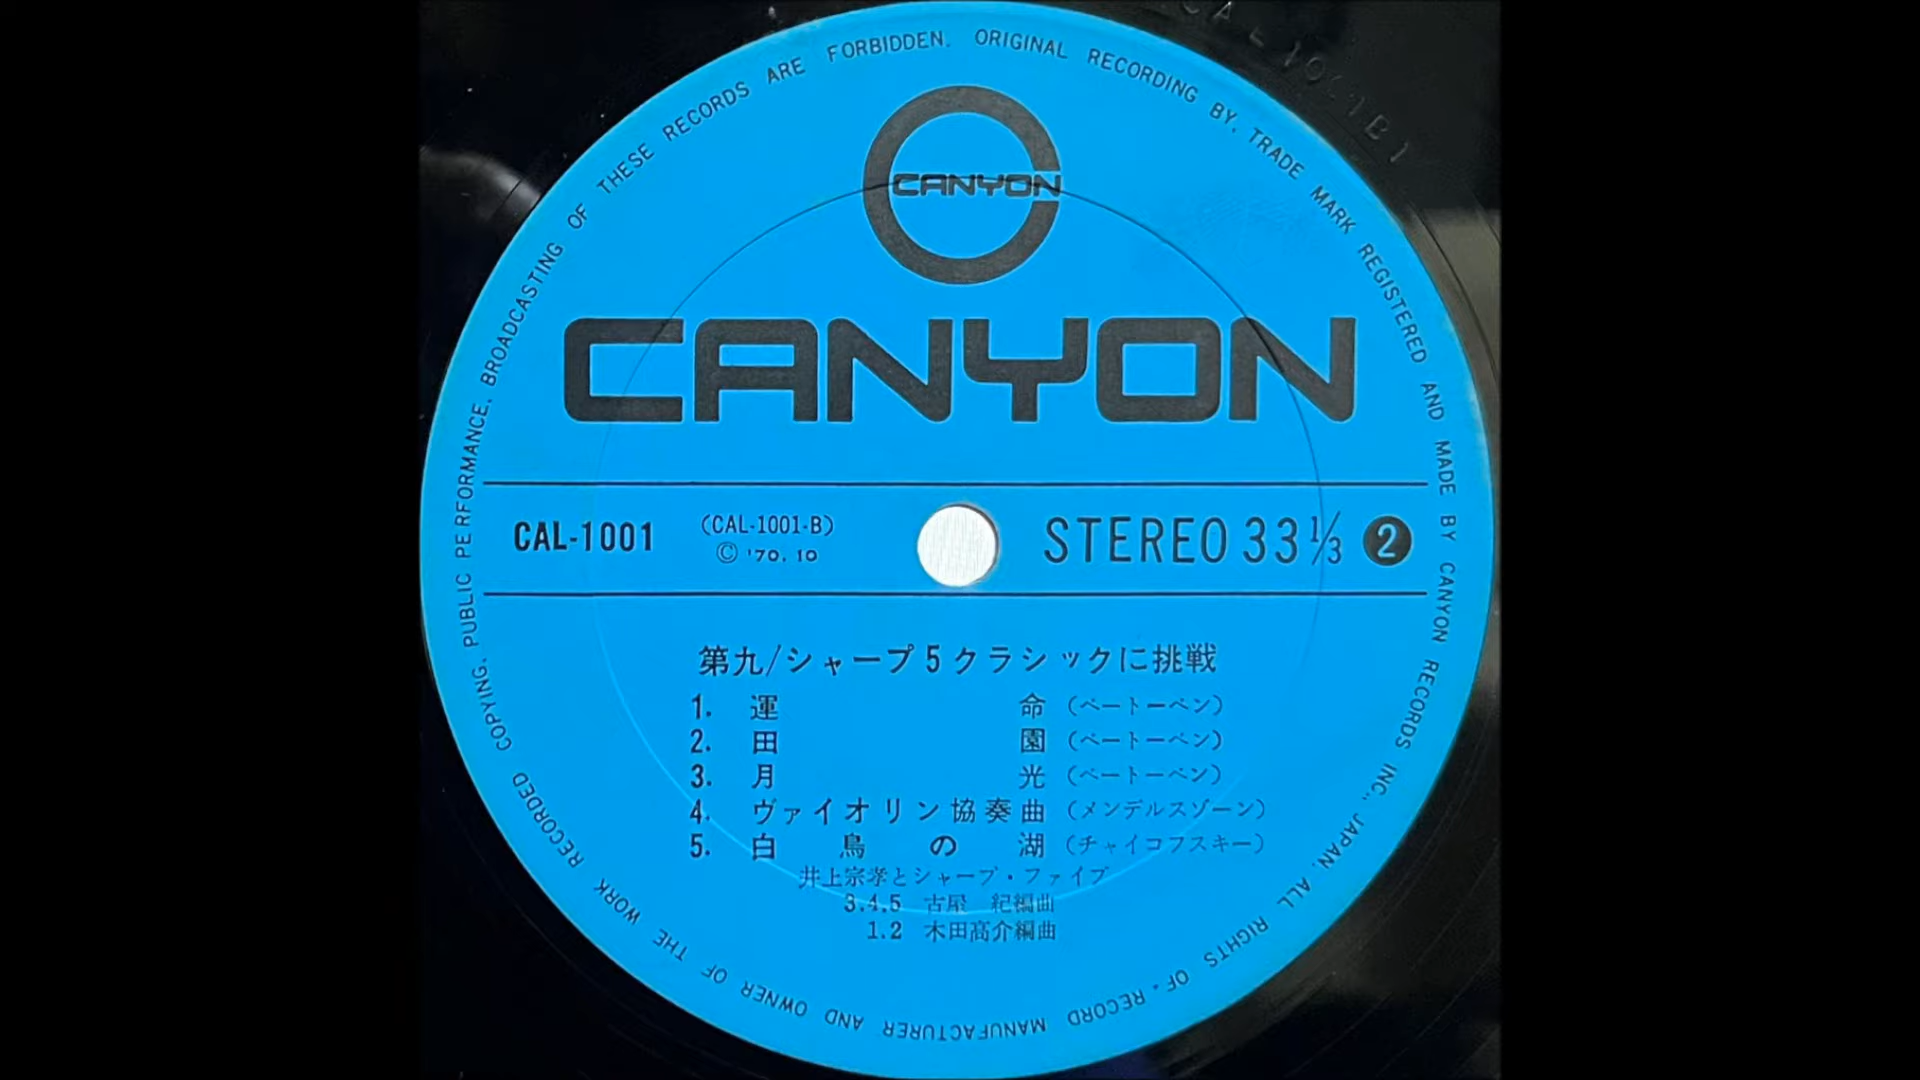 CANYON
CANYON
CAL-1001
(CAL-1001-B)
© '70. 10
STEREO 33 1/3 2
第九/シャープ5クラシックに挑戦
1. 運命 (ベートーベン)
2. 田園 (ベートーベン)
3. 月光 (ベートーベン)
4. ヴァイオリン協奏曲 (メンデルスゾーン)
5. 白鳥の湖 (チャイコフスキー)
井上宗孝とシャープ・ファイブ
3.4.5 古屋 紀編曲
1.2 木田高介編曲
ORIGINAL RECORDING BY. TRADE MARK REGISTERED AND MADE BY CANYON RECORDS INC., JAPAN. ALL RIGHTS OF・RECORD MANUFACTURER AND OWNER OF THE WORK RECORDED COPYING. PUBLIC PERFORMANCE. BROADCASTING OF THESE RECORDS ARE FORBIDDEN.